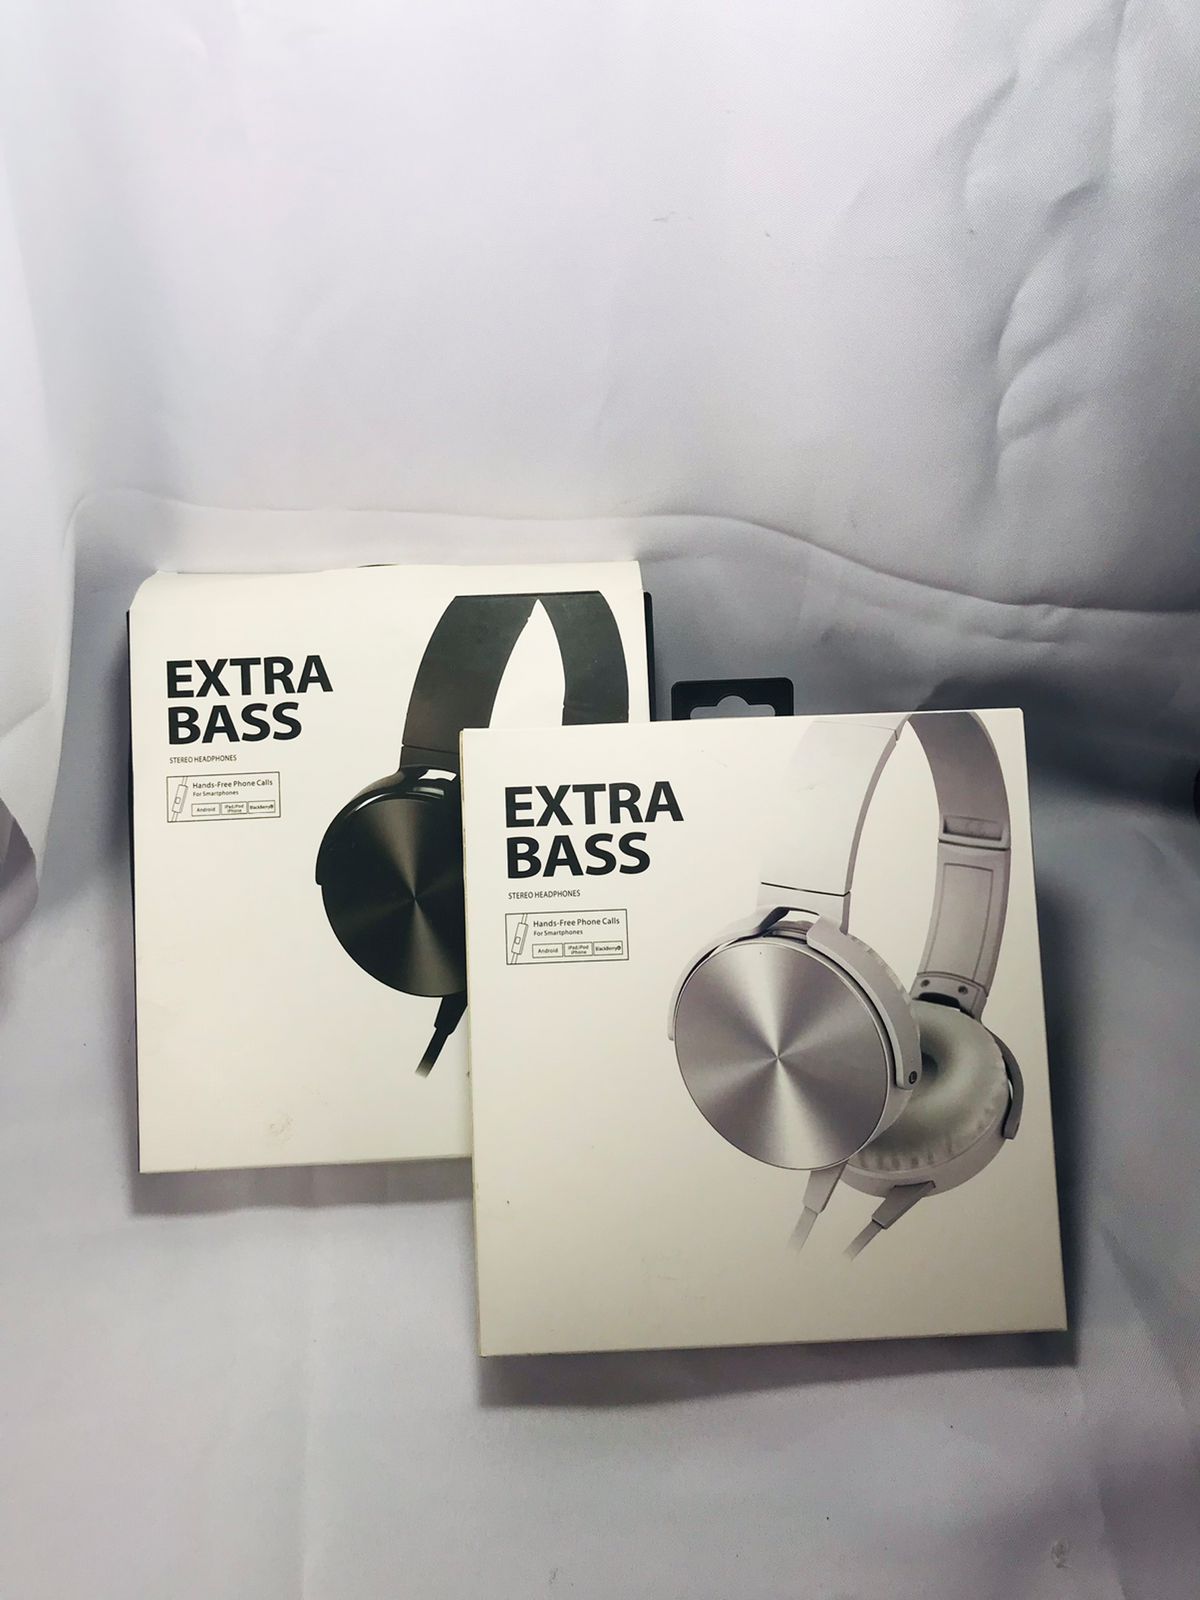 EXTRA
BASS
STEREO HEADPHONES
Hands-Free Phone Calls
For Smartphones
Android
iPad/iPod
iPhone
BlackBerry
EXTRA
BASS
STEREO HEADPHONES
Hands-Free Phone Calls
For Smartphones
Android
iPad/iPod
iPhone
BlackBerry
L